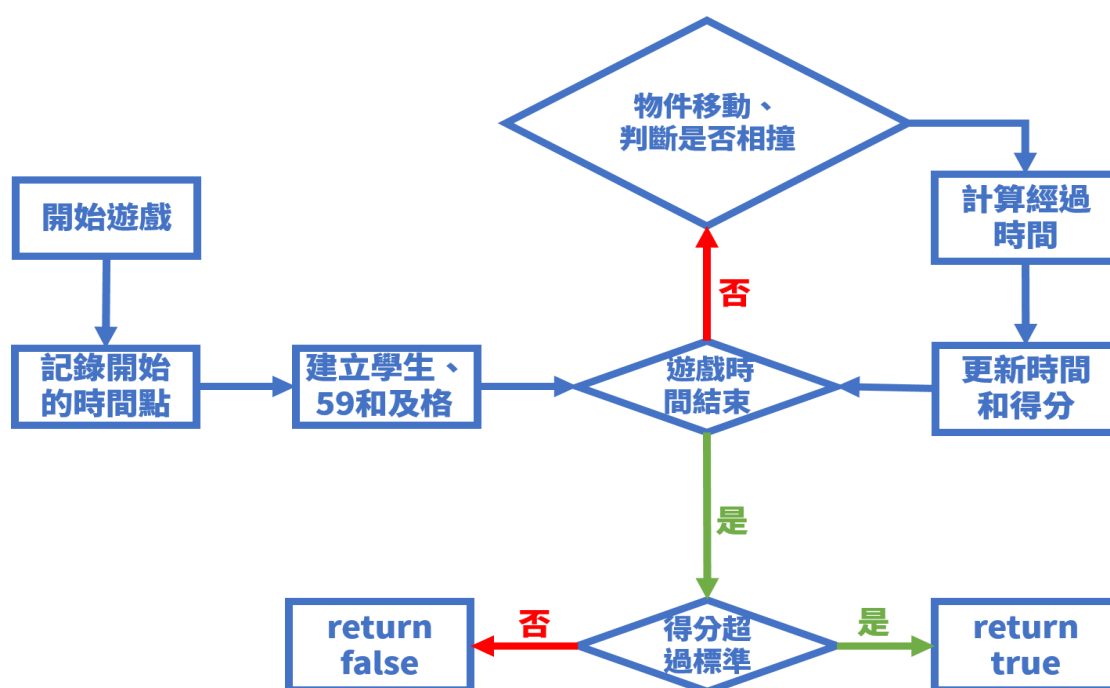 物件移動、
判斷是否相撞
開始遊戲
計算經過
時間
否
記錄開始
的時間點
建立學生、
59和及格
遊戲時
間結束
更新時間
和得分
是
return
false
否
得分超
過標準
是
return
true